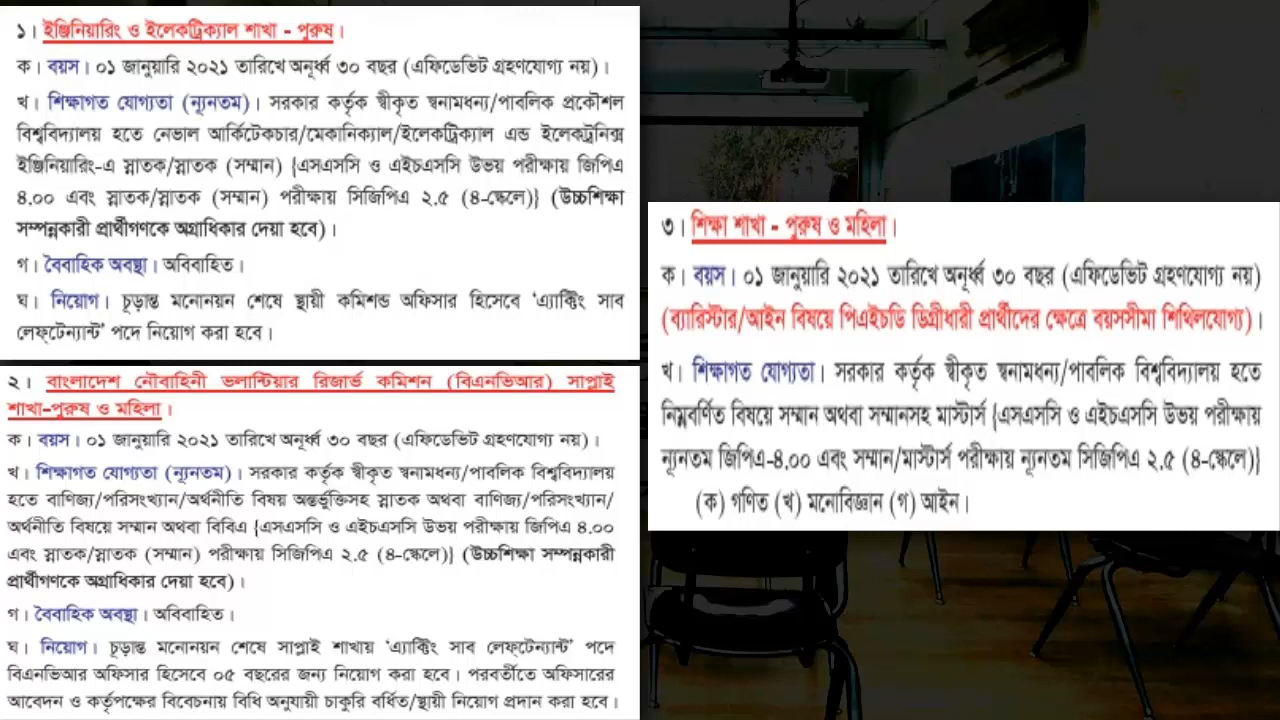 ১। ইঞ্জিনিয়ারিং ও ইলেকট্রিক্যাল শাখা - পুরুষ।
ক। বয়স। ০১ জানুয়ারি ২০২১ তারিখে অনূর্ধ্ব ৩০ বছর (এফিডেভিট গ্রহণযোগ্য নয়)।
খ। শিক্ষাগত যোগ্যতা (ন্যূনতম)। সরকার কর্তৃক স্বীকৃত স্বনামধন্য/পাবলিক প্রকৌশল
বিশ্ববিদ্যালয় হতে নেভাল আর্কিটেকচার/মেকানিক্যাল/ইলেকট্রিক্যাল এন্ড ইলেকট্রনিক্স
ইঞ্জিনিয়ারিং-এ স্নাতক/স্নাতক (সম্মান) {এসএসসি ও এইচএসসি উভয় পরীক্ষায় জিপিএ
৪.০০ এবং স্নাতক/স্নাতক (সম্মান) পরীক্ষায় সিজিপিএ ২.৫ (৪-স্কেলে)} (উচ্চশিক্ষা
সম্পন্নকারী প্রার্থীগণকে অগ্রাধিকার দেয়া হবে)।
গ। বৈবাহিক অবস্থা। অবিবাহিত।
ঘ। নিয়োগ। চূড়ান্ত মনোনয়ন শেষে স্থায়ী কমিশন্ড অফিসার হিসেবে ‘এ্যাক্টিং সাব
লেফ্‌টেন্যান্ট’ পদে নিয়োগ করা হবে।
২। বাংলাদেশ নৌবাহিনী ভলান্টিয়ার রিজার্ভ কমিশন (বিএনভিআর) সাপ্লাই
শাখা-পুরুষ ও মহিলা।
ক। বয়স। ০১ জানুয়ারি ২০২১ তারিখে অনূর্ধ্ব ৩০ বছর (এফিডেভিট গ্রহণযোগ্য নয়)।
খ। শিক্ষাগত যোগ্যতা (ন্যূনতম)। সরকার কর্তৃক স্বীকৃত স্বনামধন্য/পাবলিক বিশ্ববিদ্যালয়
হতে বাণিজ্য/পরিসংখ্যান/অর্থনীতি বিষয় অন্তর্ভুক্তিসহ স্নাতক অথবা বাণিজ্য/পরিসংখ্যান/
অর্থনীতি বিষয়ে সম্মান অথবা বিবিএ {এসএসসি ও এইচএসসি উভয় পরীক্ষায় জিপিএ ৪.০০
এবং স্নাতক/স্নাতক (সম্মান) পরীক্ষায় সিজিপিএ ২.৫ (৪-স্কেলে)} (উচ্চশিক্ষা সম্পন্নকারী
প্রার্থীগণকে অগ্রাধিকার দেয়া হবে)।
গ। বৈবাহিক অবস্থা। অবিবাহিত।
ঘ। নিয়োগ। চূড়ান্ত মনোনয়ন শেষে সাপ্লাই শাখায় ‘এ্যাক্টিং সাব লেফ্‌টেন্যান্ট’ পদে
বিএনভিআর অফিসার হিসেবে ০৫ বছরের জন্য নিয়োগ করা হবে। পরবর্তীতে অফিসারের
আবেদন ও কর্তৃপক্ষের বিবেচনায় বিধি অনুযায়ী চাকুরি বর্ধিত/স্থায়ী নিয়োগ প্রদান করা হবে।
৩। শিক্ষা শাখা - পুরুষ ও মহিলা।
ক। বয়স। ০১ জানুয়ারি ২০২১ তারিখে অনূর্ধ্ব ৩০ বছর (এফিডেভিট গ্রহণযোগ্য নয়)
(ব্যারিস্টার/আইন বিষয়ে পিএইচডি ডিগ্রীধারী প্রার্থীদের ক্ষেত্রে বয়সসীমা শিথিলযোগ্য)।
খ। শিক্ষাগত যোগ্যতা। সরকার কর্তৃক স্বীকৃত স্বনামধন্য/পাবলিক বিশ্ববিদ্যালয় হতে
নিম্নবর্ণিত বিষয়ে সম্মান অথবা সম্মানসহ মাস্টার্স {এসএসসি ও এইচএসসি উভয় পরীক্ষায়
ন্যূনতম জিপিএ-৪.০০ এবং সম্মান/মাস্টার্স পরীক্ষায় ন্যূনতম সিজিপিএ ২.৫ (৪-স্কেলে)}
(ক) গণিত (খ) মনোবিজ্ঞান (গ) আইন।